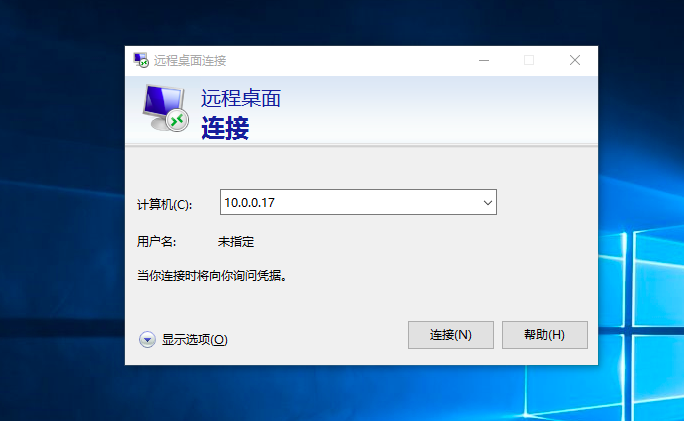 远程桌面连接
远程桌面
连接
计算机(C): 10.0.0.17
用户名: 未指定
当你连接时将向你询问凭据。
显示选项(O) 连接(N) 帮助(H)